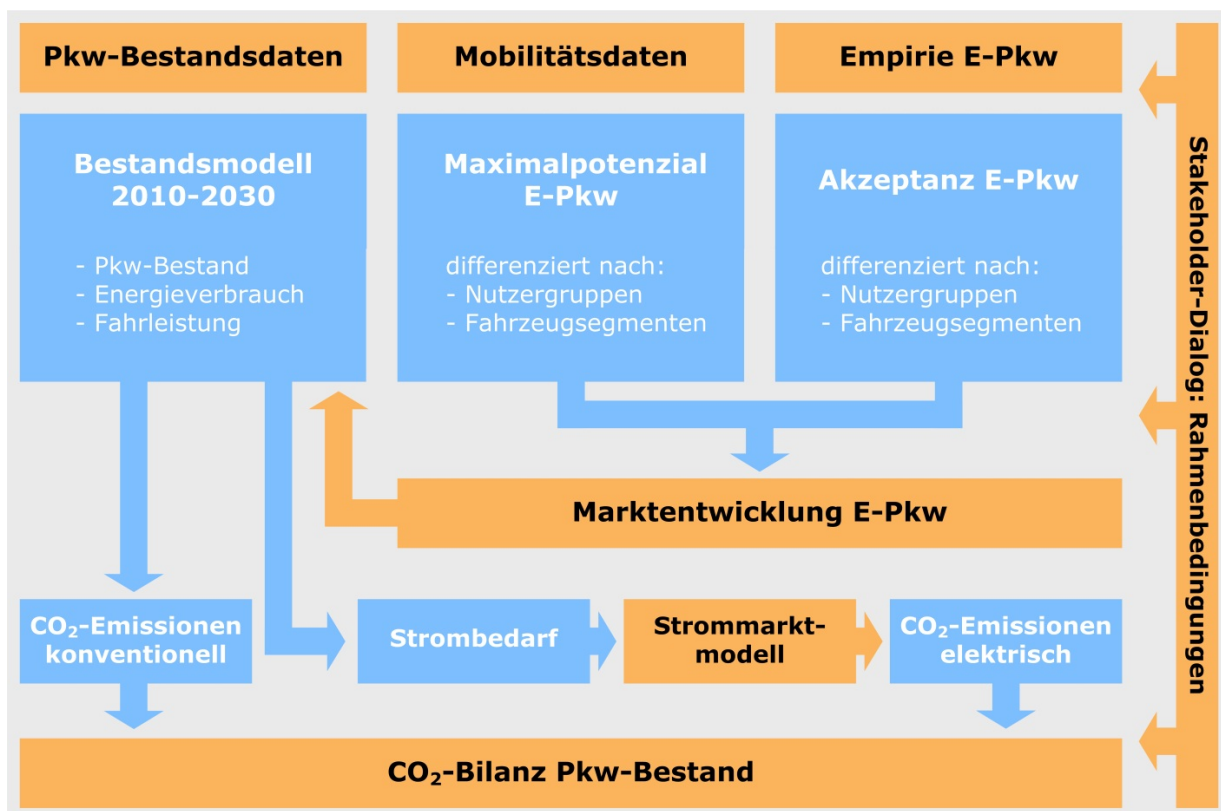 Pkw-Bestandsdaten
Mobilitätsdaten
Empirie E-Pkw
Bestandsmodell
2010-2030
- Pkw-Bestand
- Energieverbrauch
- Fahrleistung
Maximalpotenzial
E-Pkw
differenziert nach:
- Nutzergruppen
- Fahrzeugsegmenten
Akzeptanz E-Pkw
differenziert nach:
- Nutzergruppen
- Fahrzeugsegmenten
Stakeholder-Dialog: Rahmenbedingungen
Marktentwicklung E-Pkw
CO₂-Emissionen
konventionell
Strombedarf
Strommarkt-
modell
CO₂-Emissionen
elektrisch
CO₂-Bilanz Pkw-Bestand